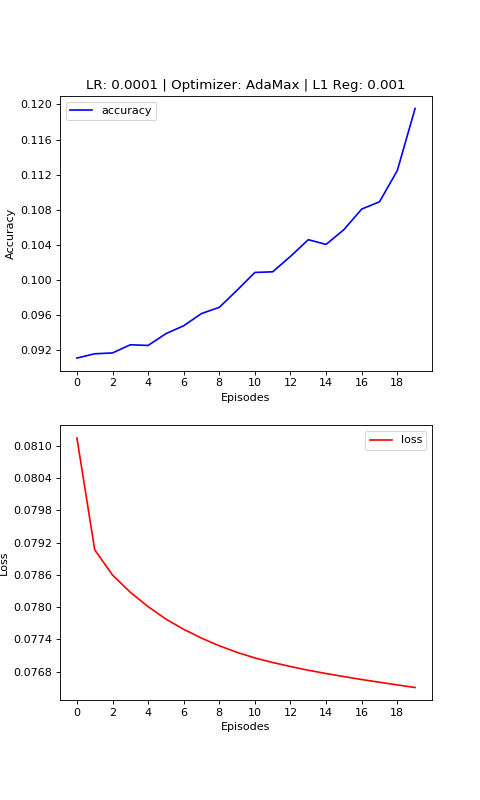 LR: 0.0001 | Optimizer: AdaMax | L1 Reg: 0.001
accuracy
0.120
0.116
0.112
0.108
0.104
0.100
0.096
0.092
Accuracy
0 2 4 6 8 10 12 14 16 18
Episodes
loss
0.0810
0.0804
0.0798
0.0792
0.0786
0.0780
0.0774
0.0768
Loss
0 2 4 6 8 10 12 14 16 18
Episodes